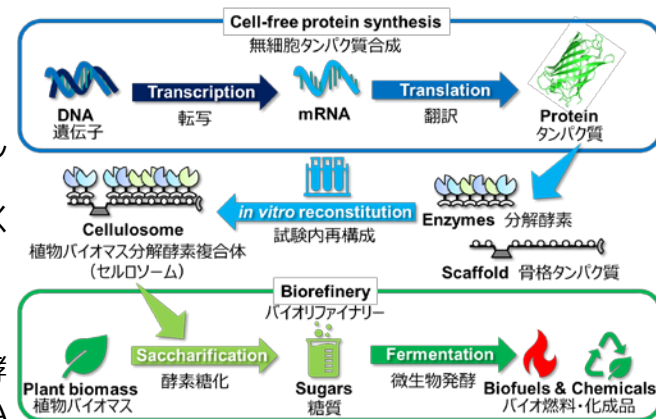 Cell-free protein synthesis
無細胞タンパク質合成
Transcription
Translation
DNA
遺伝子
転写
mRNA
翻訳
Protein
タンパク質
in vitro reconstitution
試験内再構成
Enzymes 分解酵素
Scaffold 骨格タンパク質
Cellulosome
植物バイオマス分解酵素複合体
(セルロソーム)
Biorefinery
バイオリファイナリー
Saccharification
酵素糖化
Fermentation
微生物発酵
Plant biomass
植物バイオマス
Sugars
糖質
Biofuels & Chemicals
バイオ燃料・化成品
酵